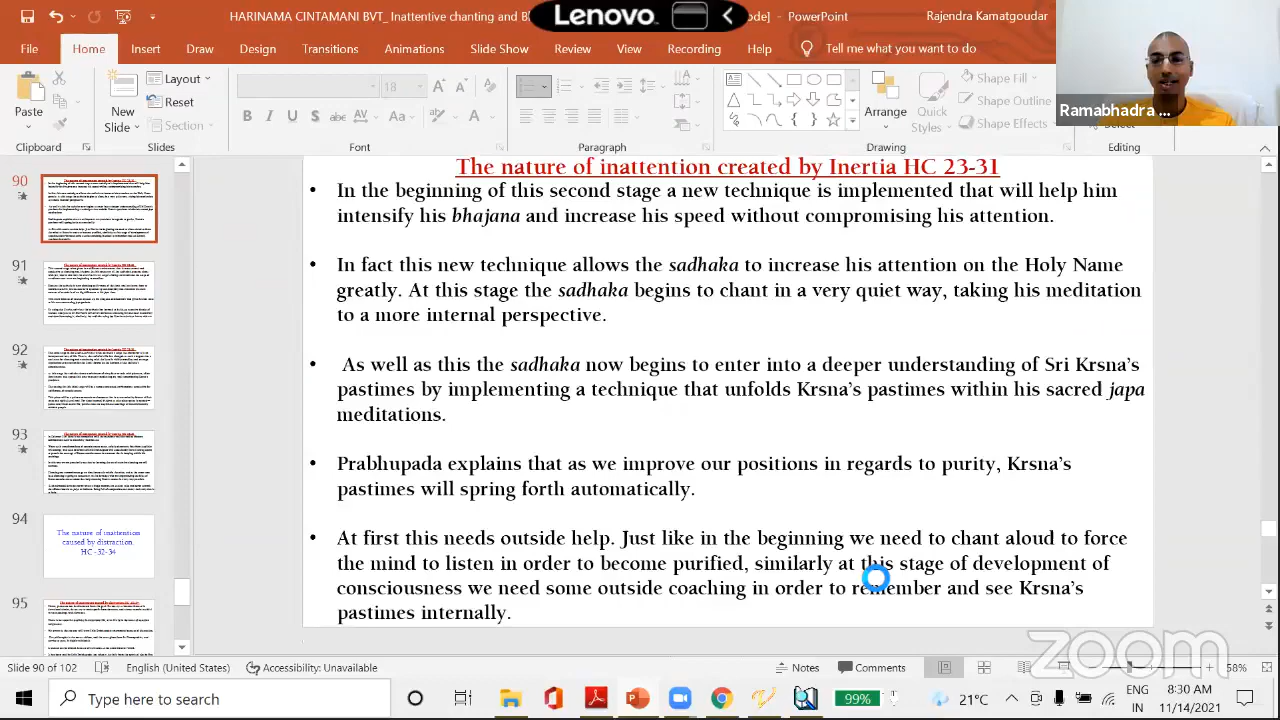 HARINAMA CINTAMANI BVT_ Inattentive chanting and B
ode] - PowerPoint
Rajendra Kamatgoudar
Lenovo
File Home Insert Draw Design Transitions Animations Slide Show Review View Recording Help Tell me what you want to do
Paste
New
Slide
Layout
Reset
Section
8
B I U S abc AV Aa A
Arrange
Quick
Styles
Shape Fill
Shape Outline
Shape Effects
Ramabhadra ...
Clipboard Slides Font Paragraph Drawing Editing
90
91
92
93
94
The nature of inattention
caused by distraction.
HC -32-34
95
The nature of inattention created by Inertia HC 23-31
• In the beginning of this second stage a new technique is implemented that will help him
intensify his bhajana and increase his speed without compromising his attention.
• In fact this new technique allows the sadhaka to increase his attention on the Holy Name
greatly. At this stage the sadhaka begins to chant in a very quiet way, taking his meditation
to a more internal perspective.
• As well as this the sadhaka now begins to enter into a deeper understanding of Sri Krsna's
pastimes by implementing a technique that unfolds Krsna's pastimes within his sacred japa
meditations.
• Prabhupada explains that as we improve our positions in regards to purity, Krsna's
pastimes will spring forth automatically.
• At first this needs outside help. Just like in the beginning we need to chant aloud to force
the mind to listen in order to become purified, similarly at this stage of development of
consciousness we need some outside coaching in order to remember and see Krsna's
pastimes internally.
zoom
Slide 90 of 102 English (United States) Accessibility: Unavailable Notes Comments 58%
Type here to search
99%
21°C
ENG
IN
8:30 AM
11/14/2021